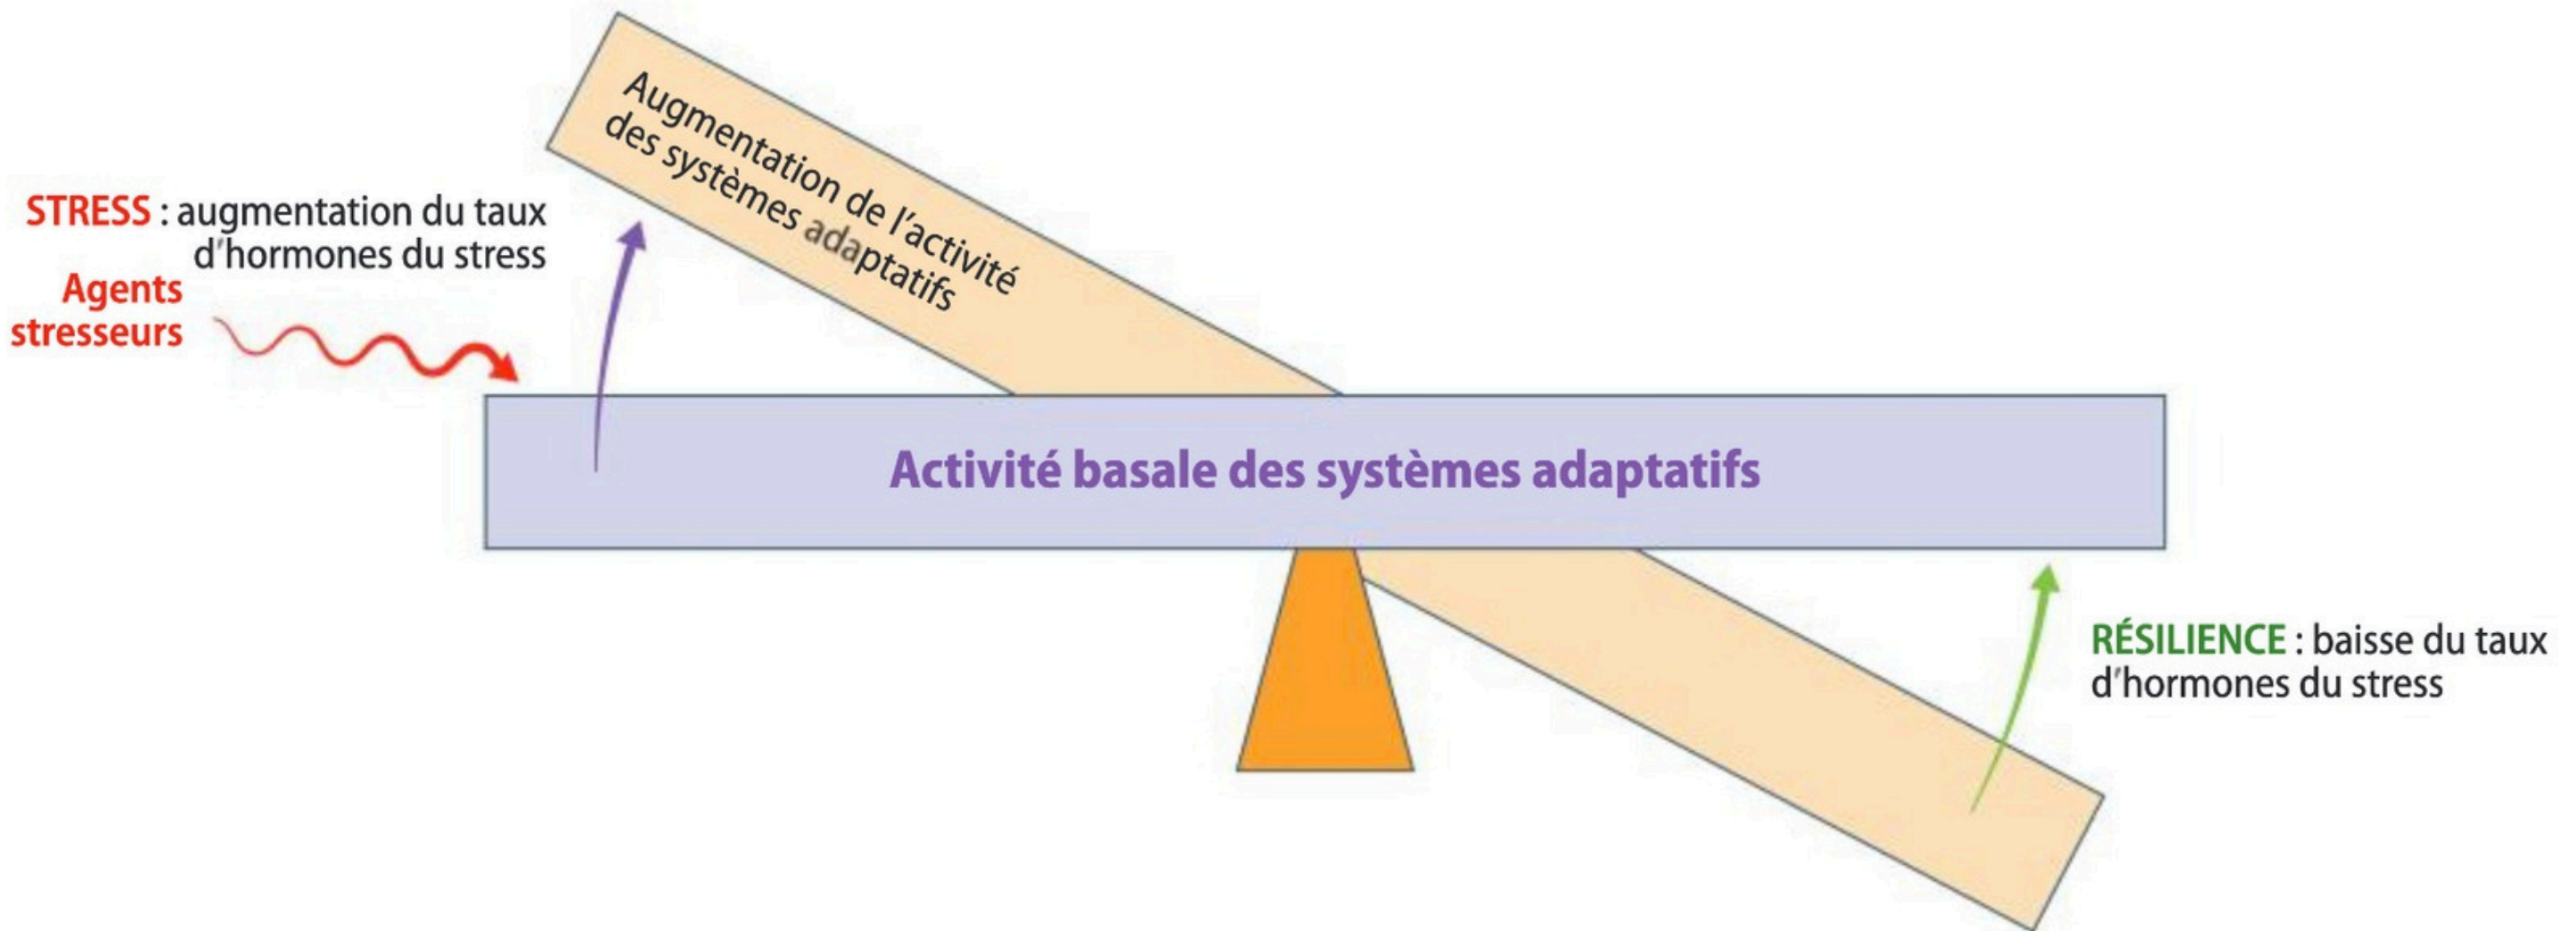 Augmentation de l'activité
des systèmes adaptatifs
STRESS : augmentation du taux
d'hormones du stress
Agents
stresseurs
Activité basale des systèmes adaptatifs
RÉSILIENCE : baisse du taux
d'hormones du stress